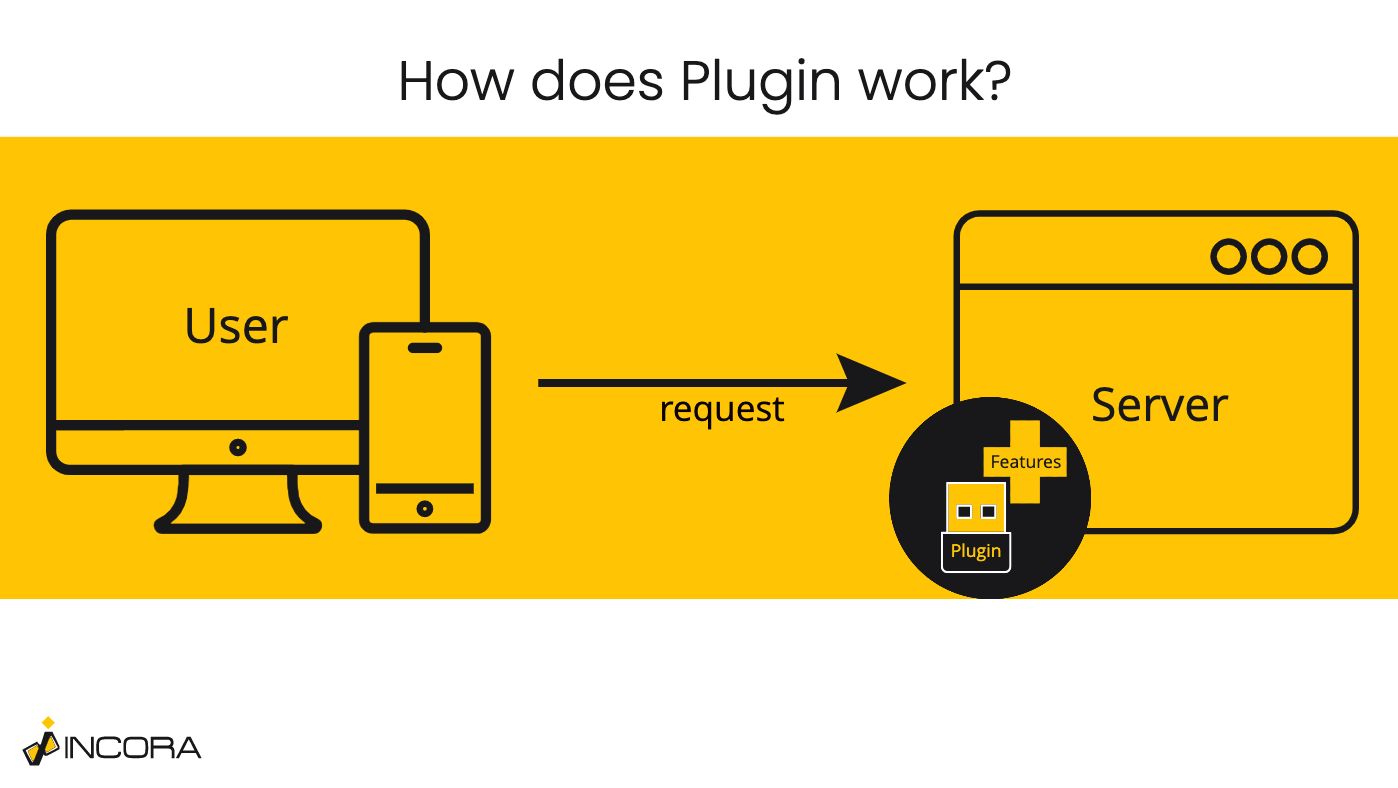 How does Plugin work?
User
request
Server
Features
Plugin
INCORA